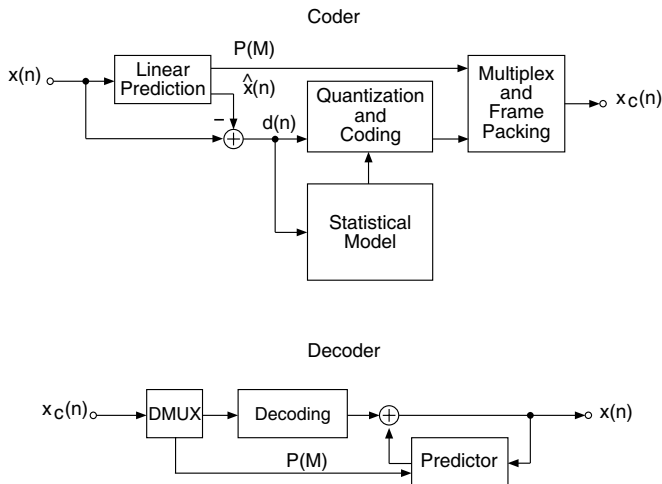 Coder
x(n)
Linear
Prediction
P(M)
x̂(n)
−
+
d(n)
Quantization
and
Coding
Statistical
Model
Multiplex
and
Frame
Packing
x_C(n)
Decoder
x_C(n)
DMUX
Decoding
+
x(n)
P(M)
Predictor